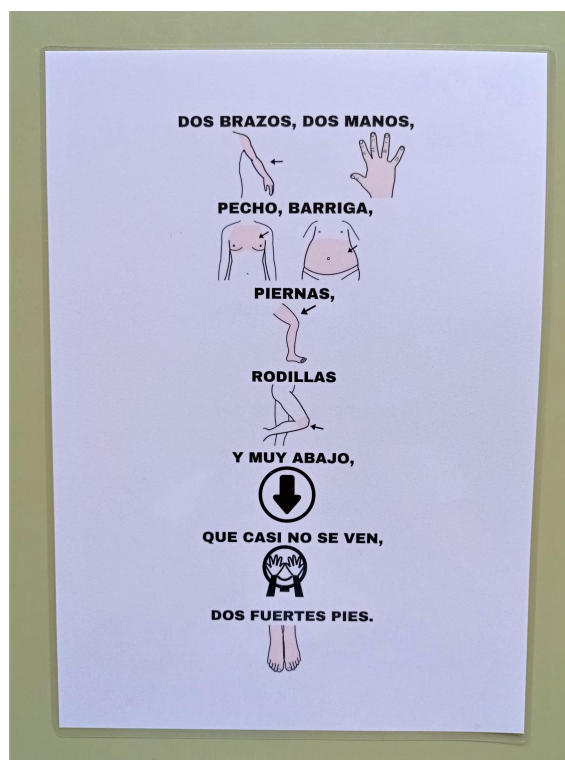 DOS BRAZOS, DOS MANOS,
PECHO, BARRIGA,
PIERNAS,
RODILLAS
Y MUY ABAJO,
QUE CASI NO SE VEN,
DOS FUERTES PIES.